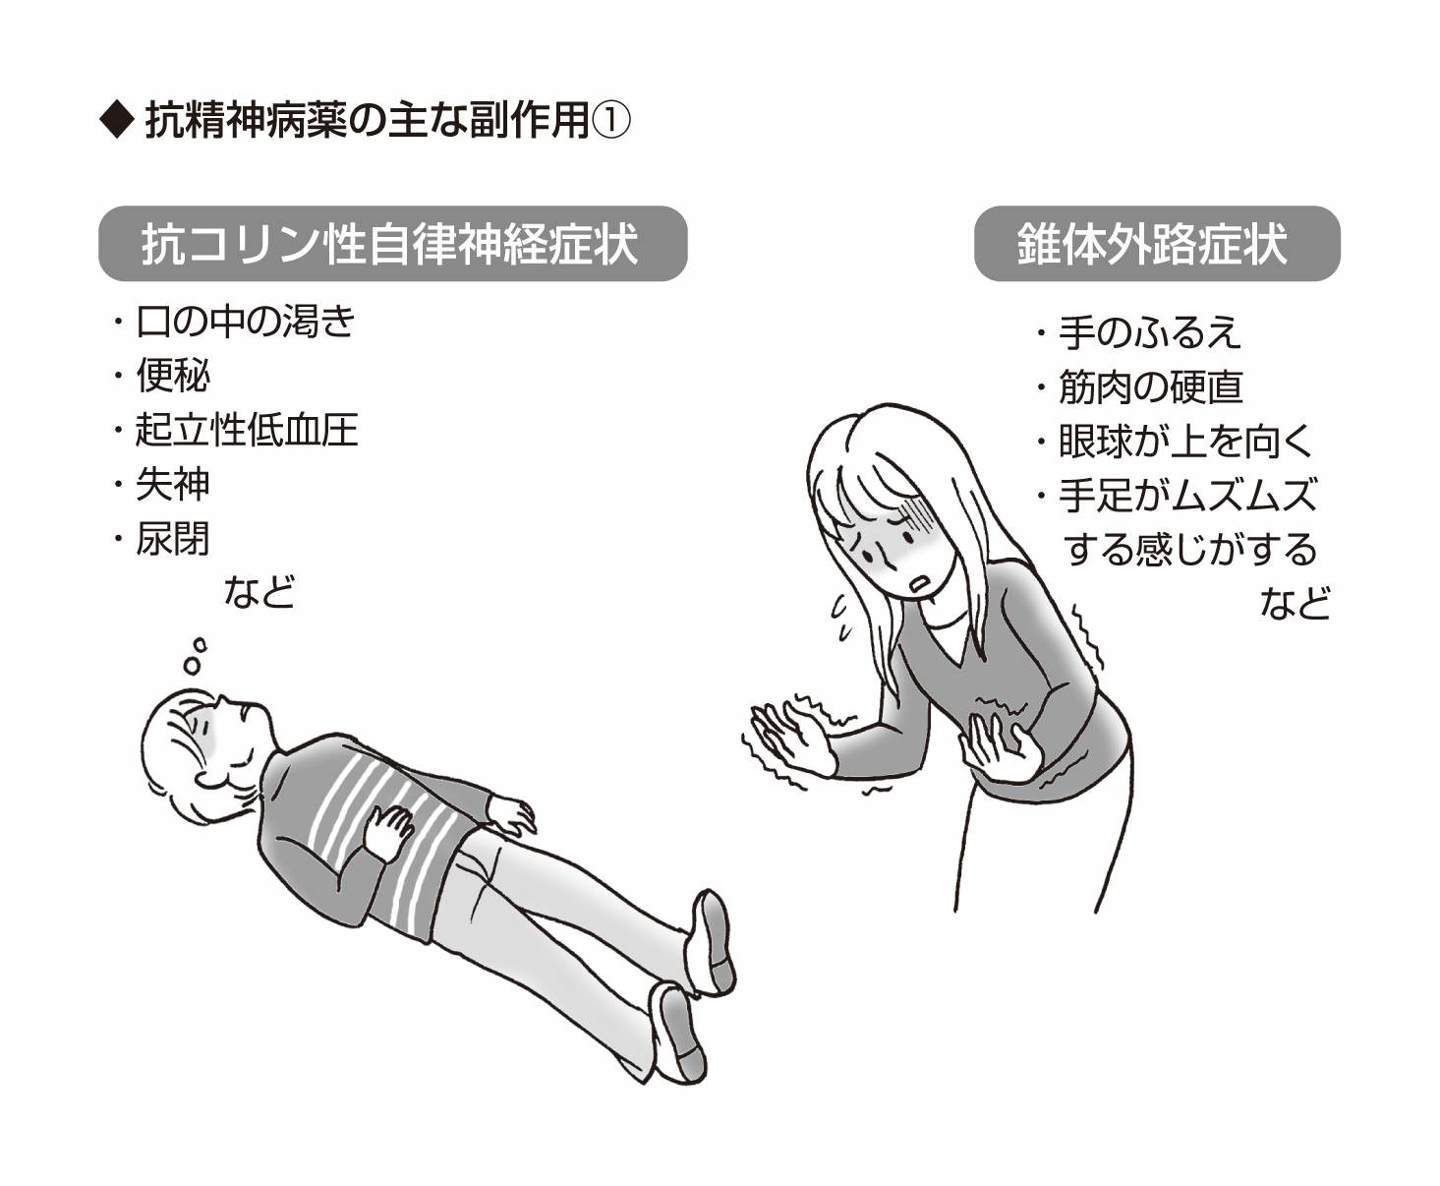 ◆ 抗精神病薬の主な副作用①
抗コリン性自律神経症状
・口の中の渇き
・便秘
・起立性低血圧
・失神
・尿閉
など
錐体外路症状
・手のふるえ
・筋肉の硬直
・眼球が上を向く
・手足がムズムズ
する感じがする
など